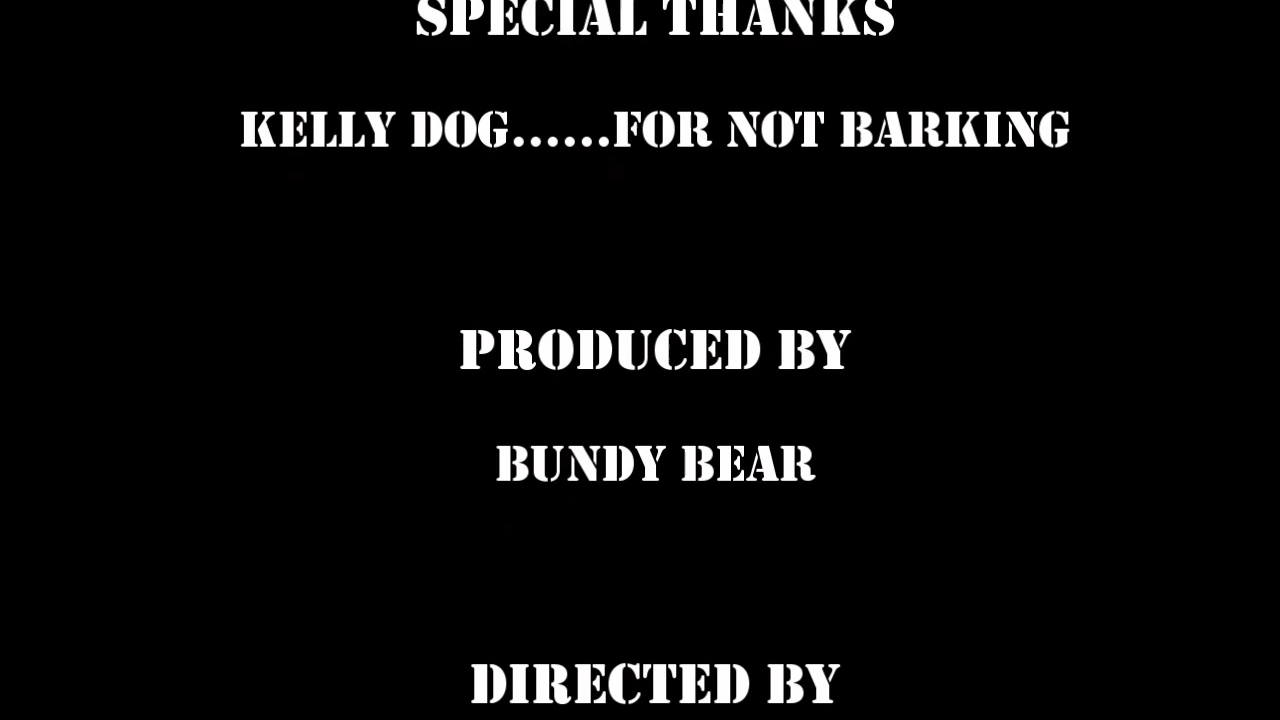 SPECIAL THANKS
KELLY DOG......FOR NOT BARKING
PRODUCED BY
BUNDY BEAR
DIRECTED BY